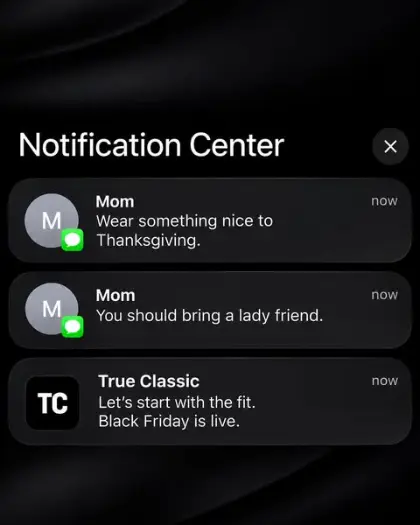 Notification Center
Mom
now
Wear something nice to
Thanksgiving.
M
Mom
now
You should bring a lady friend.
M
True Classic
now
Let's start with the fit.
Black Friday is live.
TC